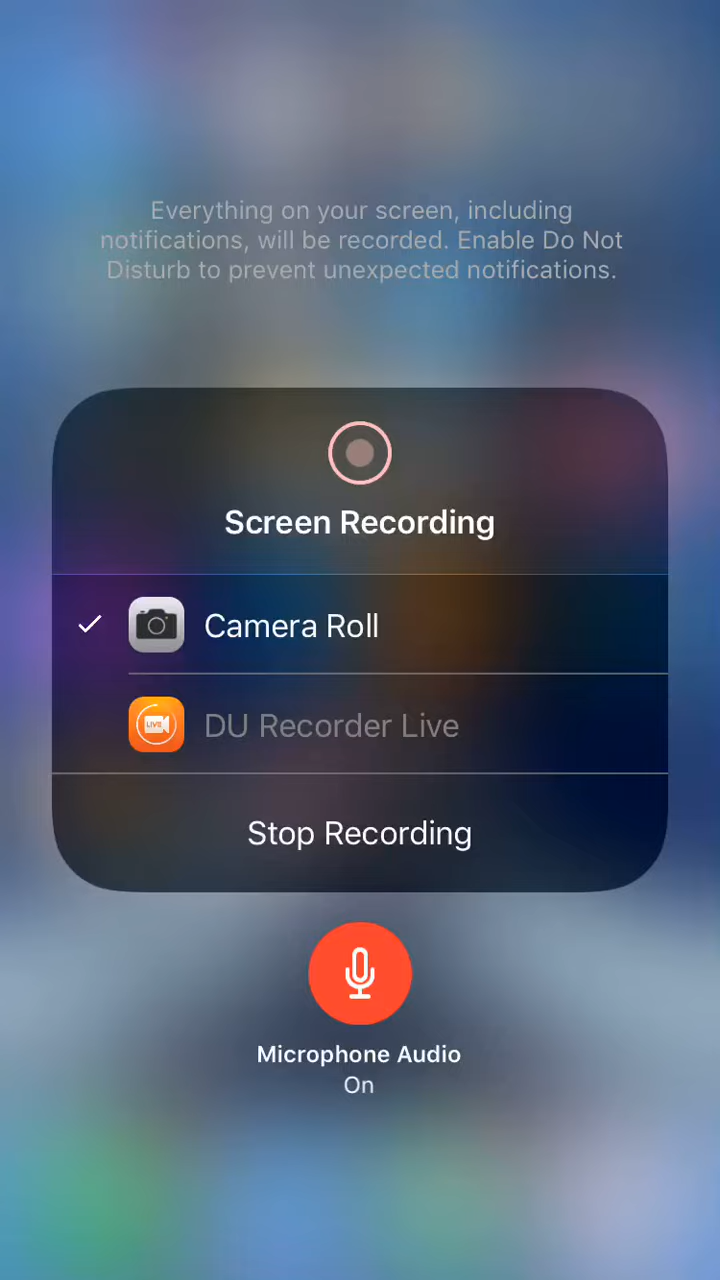 Everything on your screen, including
notifications, will be recorded. Enable Do Not
Disturb to prevent unexpected notifications.
Screen Recording
Camera Roll
LIVE
DU Recorder Live
Stop Recording
Microphone Audio
On